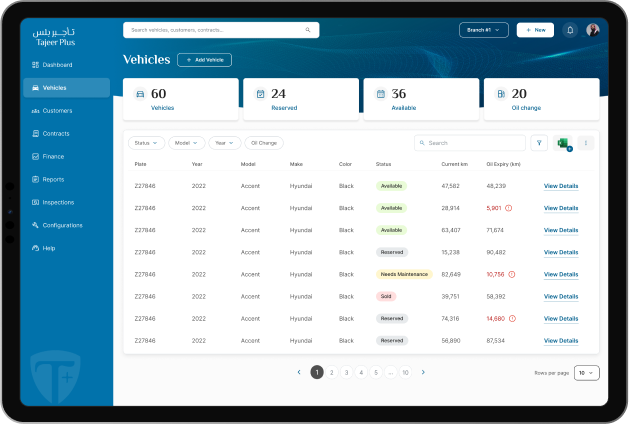 تأجير بلس
Tajeer Plus
Search vehicles, customers, contracts...
Branch #1
+ New
Dashboard
Vehicles
Customers
Contracts
Finance
Reports
Inspections
Configurations
Help
Vehicles
+ Add Vehicle
60
Vehicles
24
Reserved
36
Available
20
Oil change
Status
Model
Year
Oil Change
Search
Plate Year Model Make Color Status Current km Oil Expiry (km)
Z27846 2022 Accent Hyundai Black Available 47,562 48,239 View Details
Z27846 2022 Accent Hyundai Black Available 28,914 5,901 View Details
Z27846 2022 Accent Hyundai Black Available 63,407 71,674 View Details
Z27846 2022 Accent Hyundai Black Reserved 15,238 90,482 View Details
Z27846 2022 Accent Hyundai Black Needs Maintenance 82,649 10,756 View Details
Z27846 2022 Accent Hyundai Black Sold 39,751 58,392 View Details
Z27846 2022 Accent Hyundai Black Reserved 74,316 14,680 View Details
Z27846 2022 Accent Hyundai Black Reserved 56,890 87,534 View Details
1 2 3 4 5 ... 10
Rows per page 10